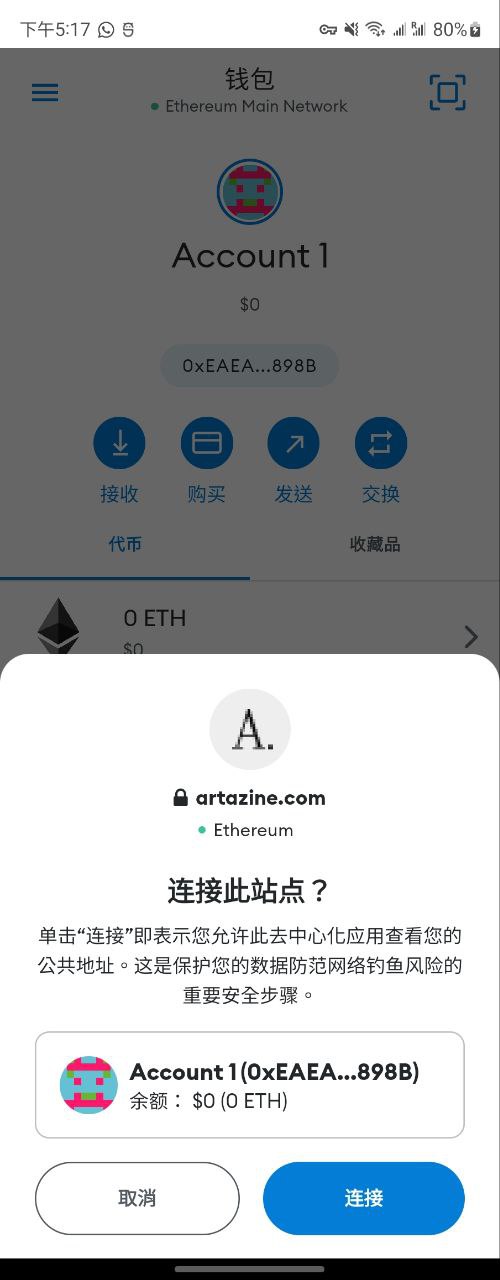 下午5:17
80%
钱包
Ethereum Main Network
Account 1
$0
0xEAEA...898B
接收 购买 发送 交换
代币 收藏品
0 ETH
$0
A.
artazine.com
Ethereum
连接此站点？
单击“连接”即表示您允许此去中心化应用查看您的
公共地址。这是保护您的数据防范网络钓鱼风险的
重要安全步骤。
Account 1 (0xEAEA...898B)
余额： $0 (0 ETH)
取消 连接